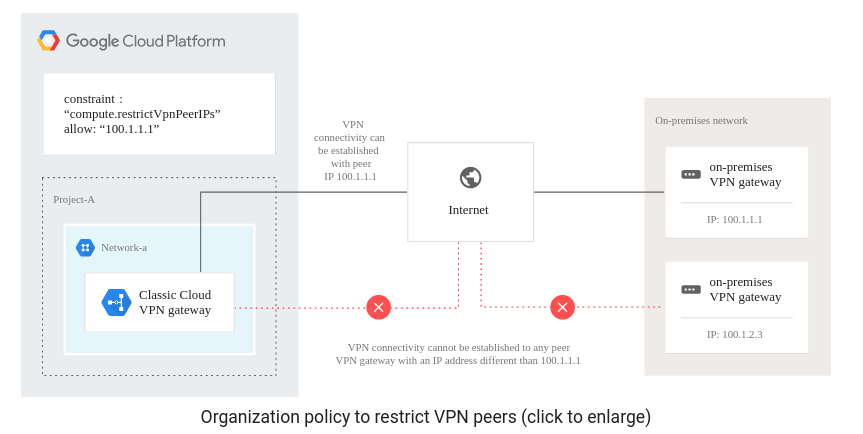 Google Cloud Platform
constraint :
“compute.restrictVpnPeerIPs”
allow: “100.1.1.1”
Project-A
Network-a
Classic Cloud
VPN gateway
VPN
connectivity can
be established
with peer
IP 100.1.1.1
Internet
VPN connectivity cannot be established to any peer
VPN gateway with an IP address different than 100.1.1.1
On-premises network
on-premises
VPN gateway
IP: 100.1.1.1
on-premises
VPN gateway
IP: 100.1.2.3
Organization policy to restrict VPN peers (click to enlarge)